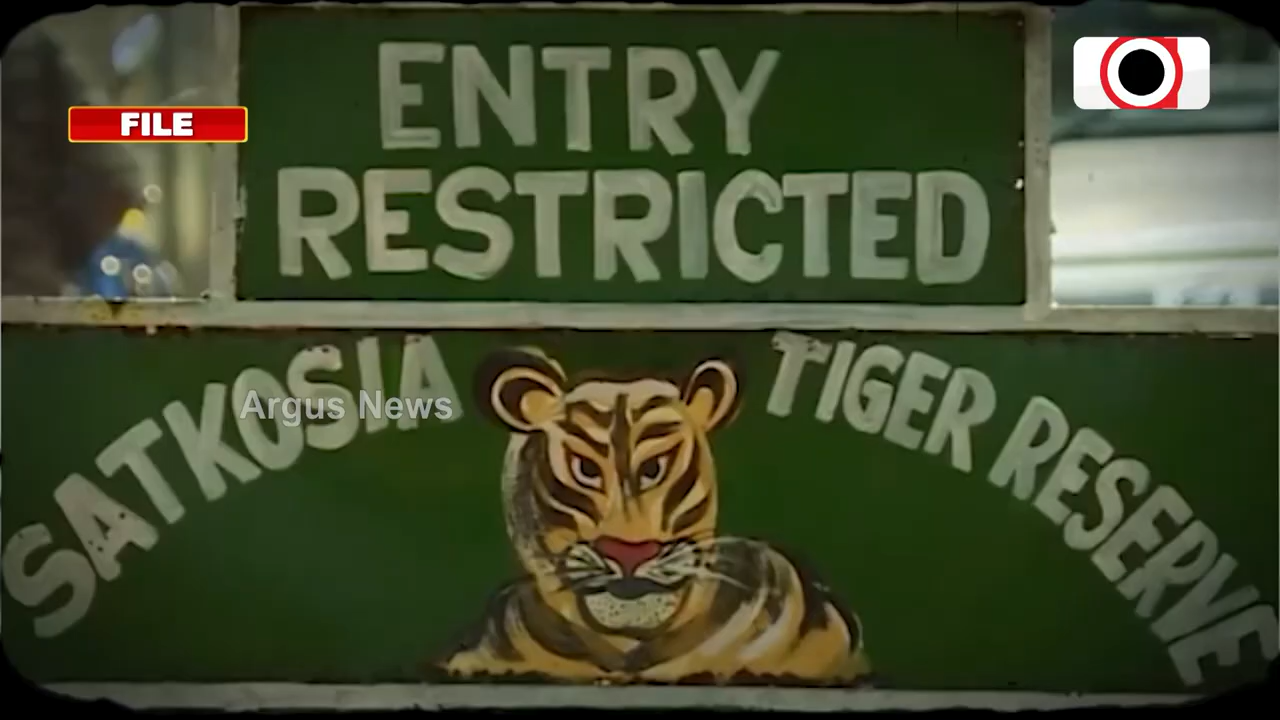 ENTRY
RESTRICTED
FILE
SATKOSIA TIGER RESERVE
Argus News